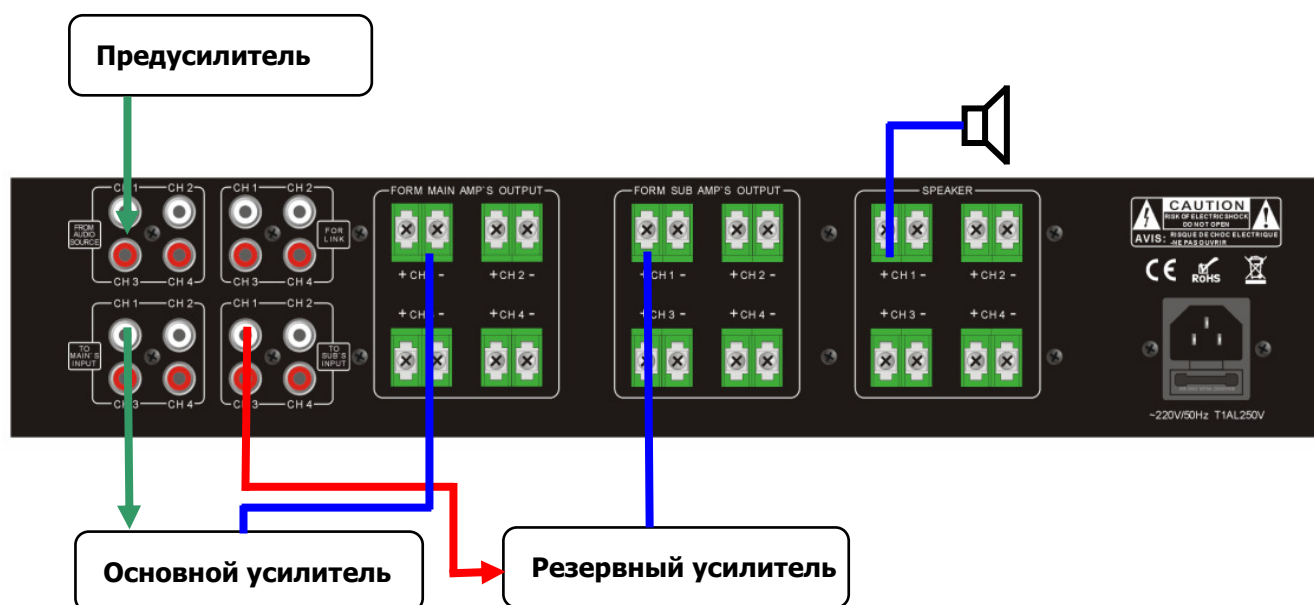 Предусилитель
CH 1 CH 2 CH 1 CH 2
FROM
AUDIO
SOURCE
FOR
LINK
CH 3 CH 4 CH 3 CH 4
CH 1 CH 2 CH 1 CH 2
TO
MAIN`S
INPUT
TO
SUB`S
INPUT
CH 3 CH 4 CH 3 CH 4
FORM MAIN AMP`S OUTPUT
+ CH - + CH 2 -
+ CH - + CH 4 -
FORM SUB AMP`S OUTPUT
+ CH 1 - + CH 2 -
+ CH 3 - + CH 4 -
SPEAKER
+ CH 1 - + CH 2 -
+ CH 3 - + CH 4 -
CAUTION
RISK OF ELECTRIC SHOCK
DO NOT OPEN
AVIS: RISQUE DE CHOC ELECTRIQUE
-NE PAS OUVRIR
CE RoHS
~220V/50Hz T1AL250V
Основной усилитель
Резервный усилитель